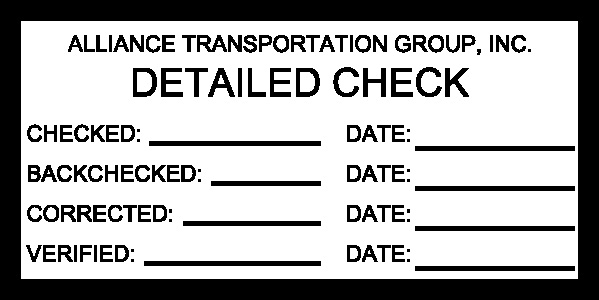 ALLIANCE TRANSPORTATION GROUP, INC.
DETAILED CHECK
CHECKED: DATE:
BACKCHECKED: DATE:
CORRECTED: DATE:
VERIFIED: DATE: